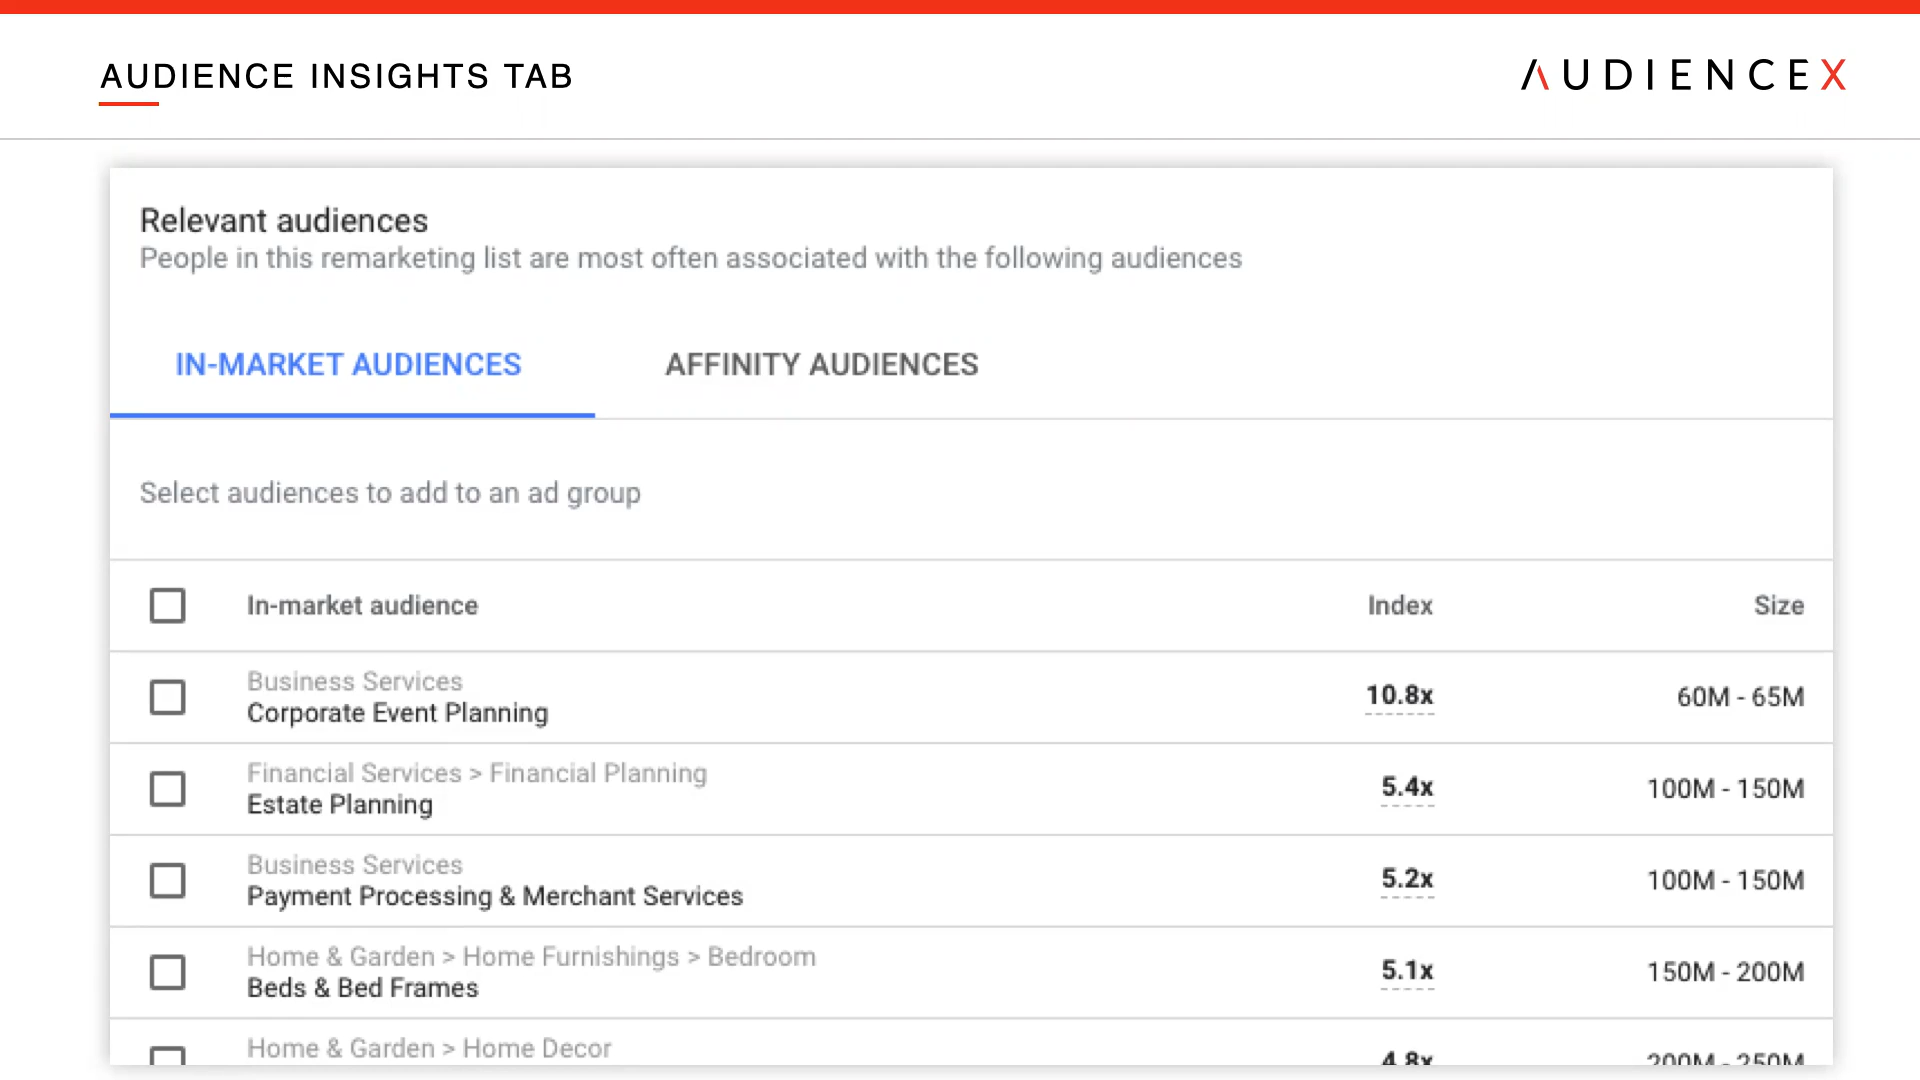 AUDIENCE INSIGHTS TAB
AUDIENCEX
Relevant audiences
People in this remarketing list are most often associated with the following audiences
IN-MARKET AUDIENCES AFFINITY AUDIENCES
Select audiences to add to an ad group
In-market audience Index Size
Business Services
Corporate Event Planning 10.8x 60M - 65M
Financial Services > Financial Planning
Estate Planning 5.4x 100M - 150M
Business Services
Payment Processing & Merchant Services 5.2x 100M - 150M
Home & Garden > Home Furnishings > Bedroom
Beds & Bed Frames 5.1x 150M - 200M
Home & Garden > Home Decor
4.8x 200M - 250M